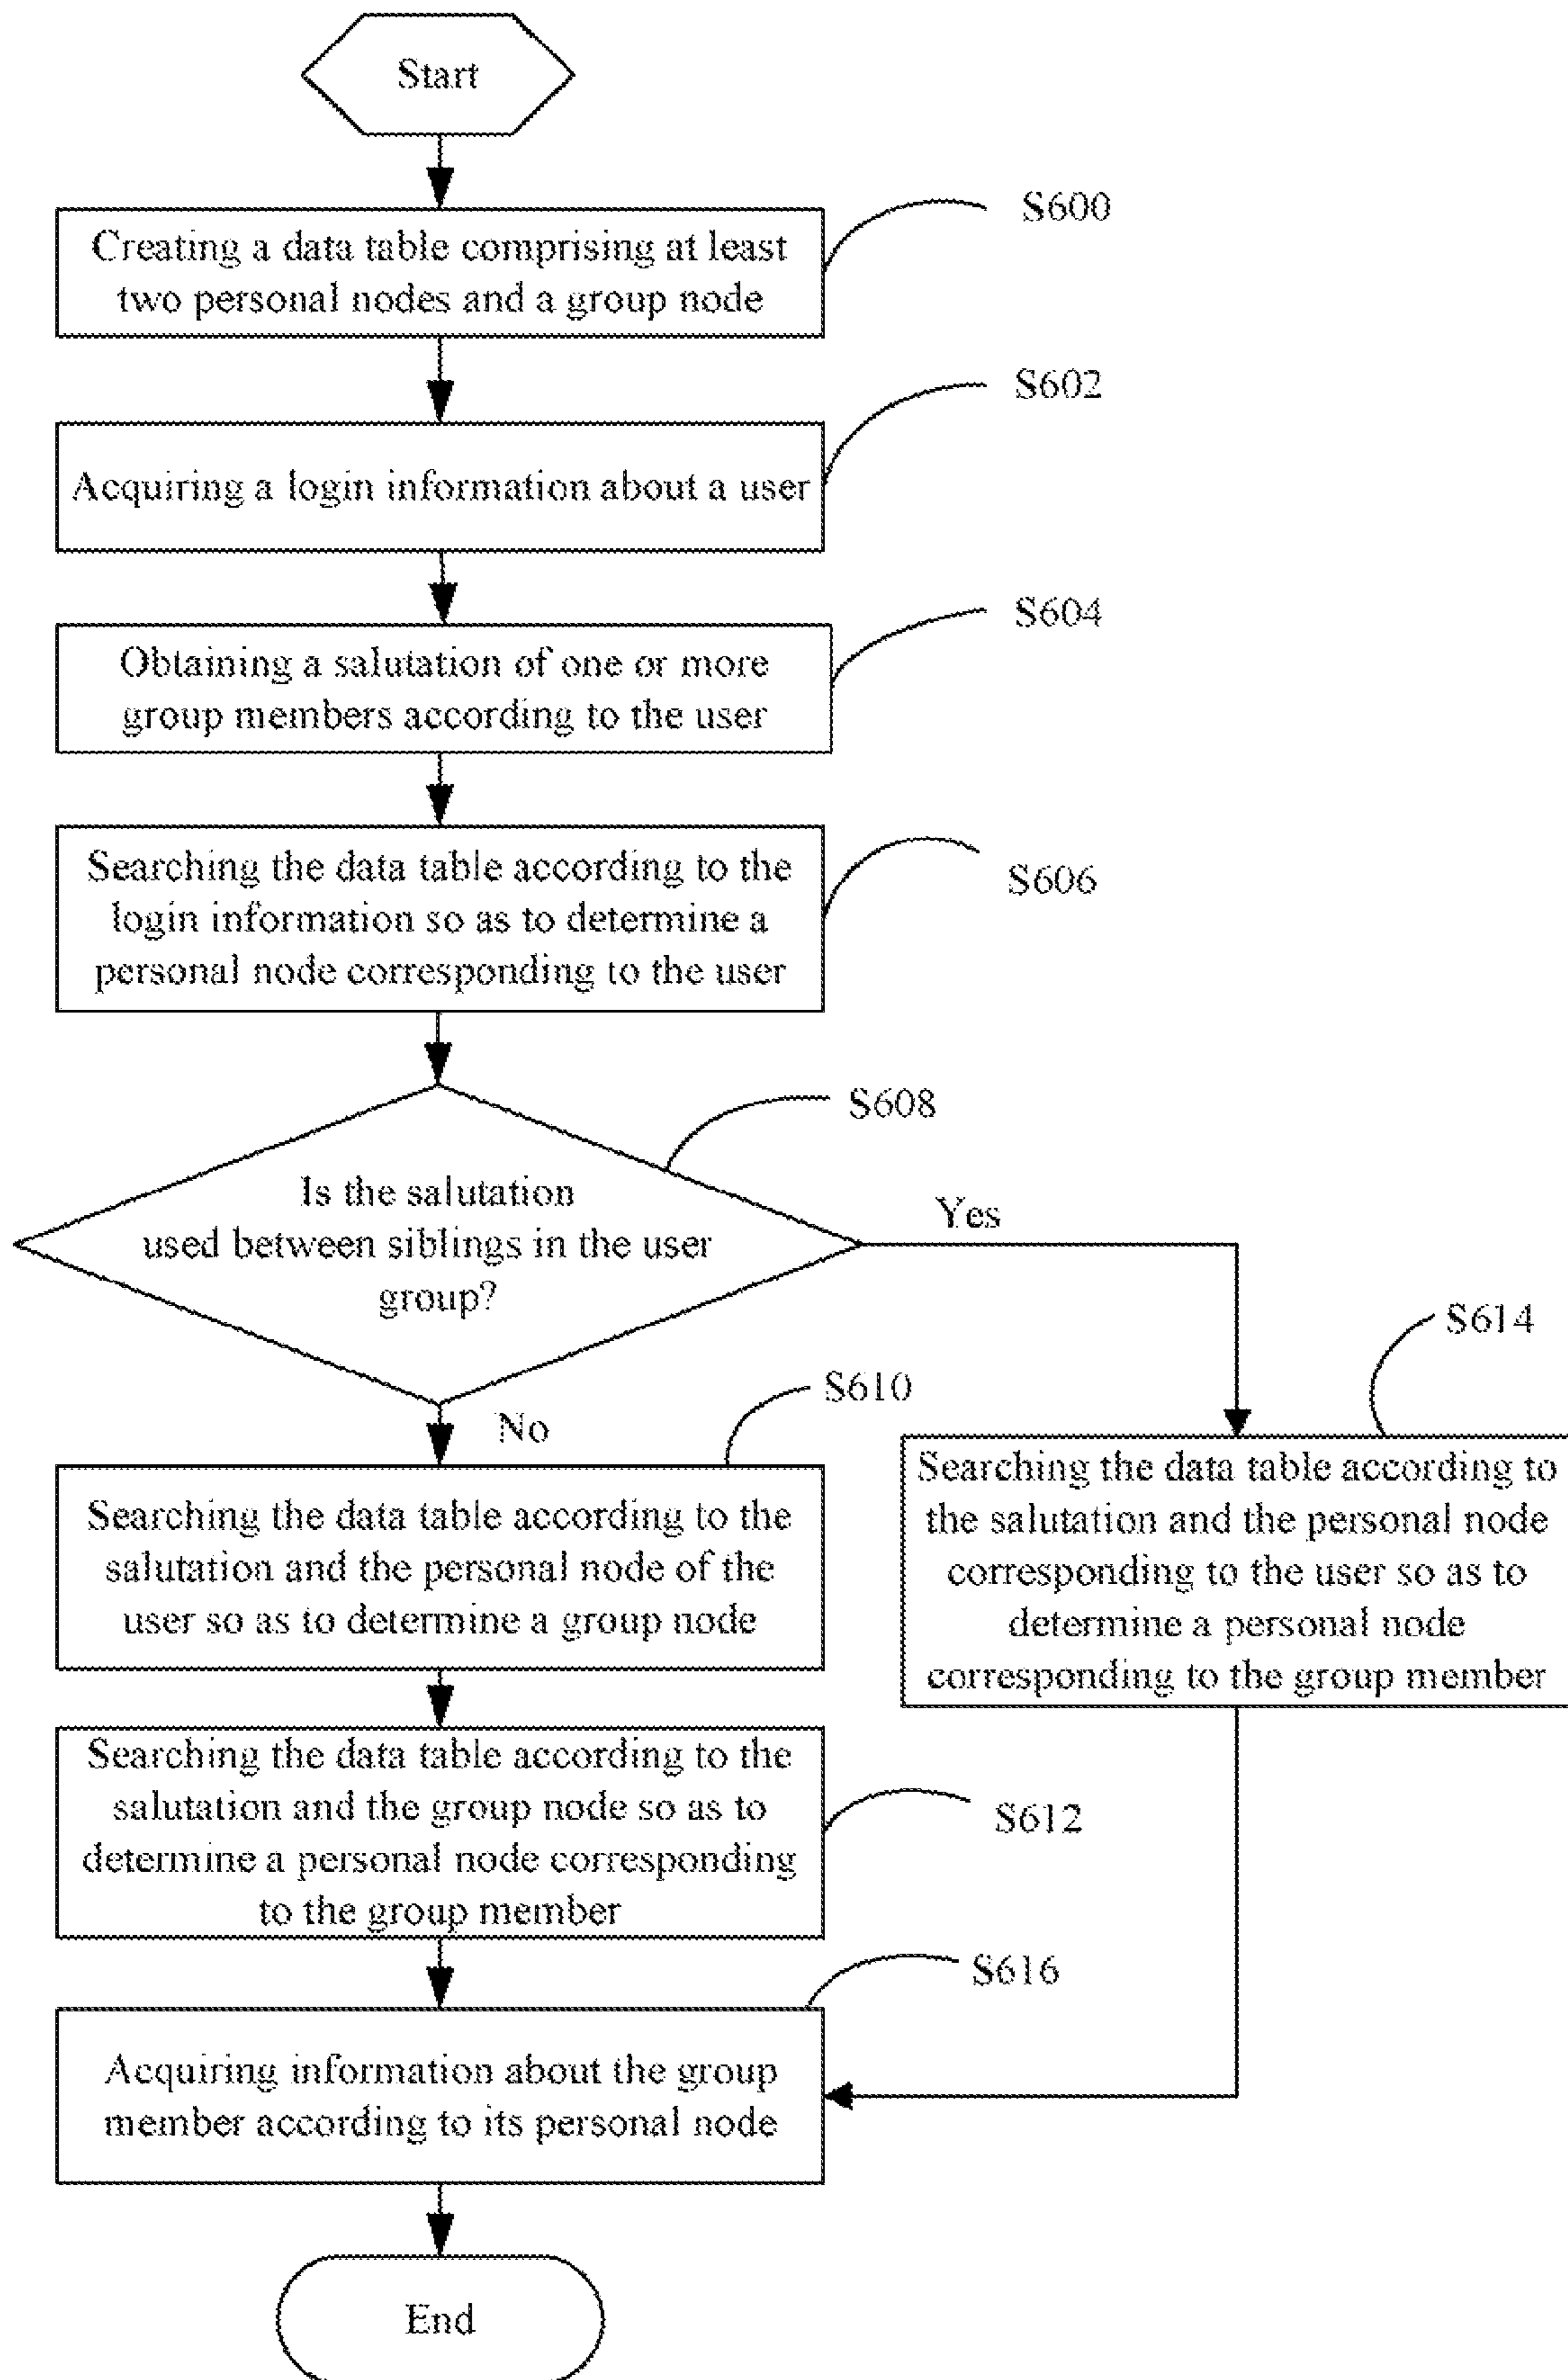 Start
S600
Creating a data table comprising at least
two personal nodes and a group node
S602
Acquiring a login information about a user
S604
Obtaining a salutation of one or more
group members according to the user
Searching the data table according to the
login information so as to determine a
personal node corresponding to the user
S606
S608
Is the salutation
used between siblings in the user
group?
Yes
No
S610
Searching the data table according to the
salutation and the personal node of the
user so as to determine a group node
S614
Searching the data table according to
the salutation and the personal node
corresponding to the user so as to
determine a personal node
corresponding to the group member
Searching the data table according to the
salutation and the group node so as to
determine a personal node corresponding
to the group member
S612
S616
Acquiring information about the group
member according to its personal node
End